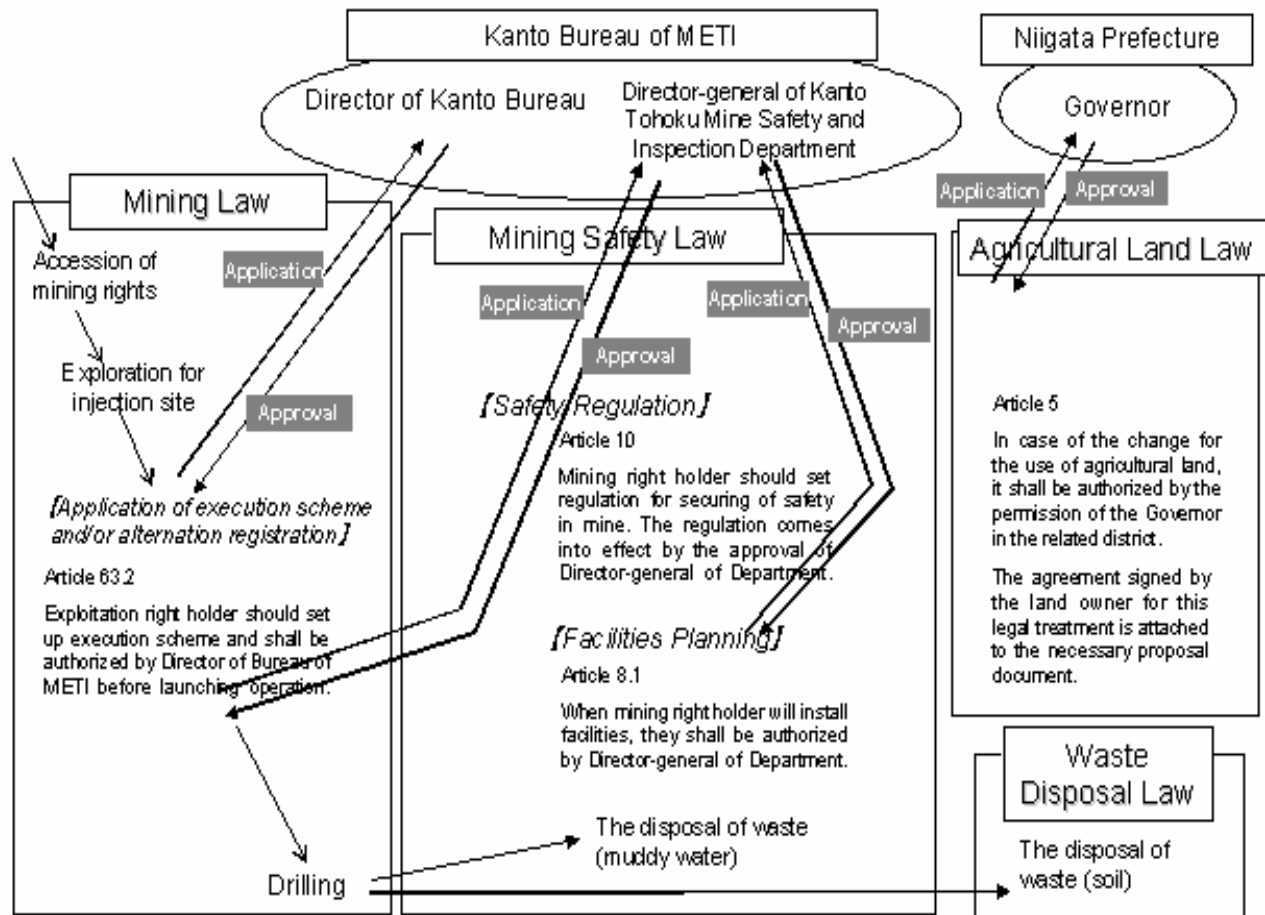 Kanto Bureau of METI
Director of Kanto Bureau
Director-general of Kanto
Tohoku Mine Safety and
Inspection Department
Niigata Prefecture
Governor
Application
Approval
Mining Law
Accession of
mining rights
Exploration for
injection site
Application
Approval
【Application of execution scheme
and/or alternation registration】
Article 63.2
Exploitation right holder should set
up execution scheme and shall be
authorized by Director of Bureau of
METI before launching operation.
Drilling
Mining Safety Law
Application
Approval
Application
Approval
【Safety Regulation】
Article 10
Mining right holder should set
regulation for securing of safety
in mine. The regulation comes
into effect by the approval of
Director-general of Department.
【Facilities Planning】
Article 8.1
When mining right holder will install
facilities, they shall be authorized
by Director-general of Department.
The disposal of waste
(muddy water)
Agricultural Land Law
Article 5
In case of the change for
the use of agricultural land,
it shall be authorized by the
permission of the Governor
in the related district.
The agreement signed by
the land owner for this
legal treatment is attached
to the necessary proposal
document.
Waste
Disposal Law
The disposal of
waste (soil)